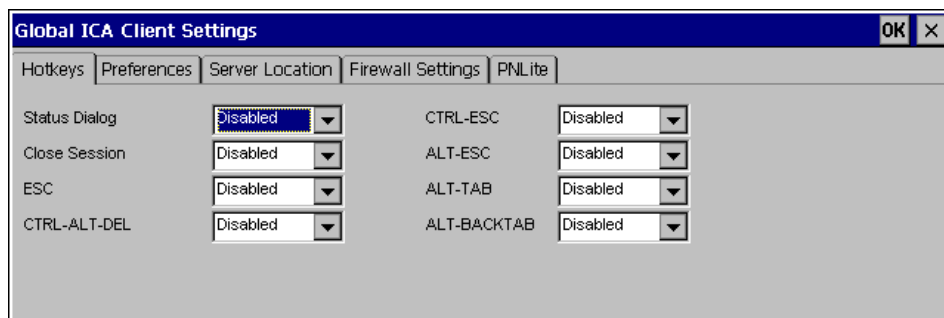 Global ICA Client Settings OK ×
Hotkeys Preferences Server Location Firewall Settings PNLite
Status Dialog Disabled CTRL-ESC Disabled
Close Session Disabled ALT-ESC Disabled
ESC Disabled ALT-TAB Disabled
CTRL-ALT-DEL Disabled ALT-BACKTAB Disabled